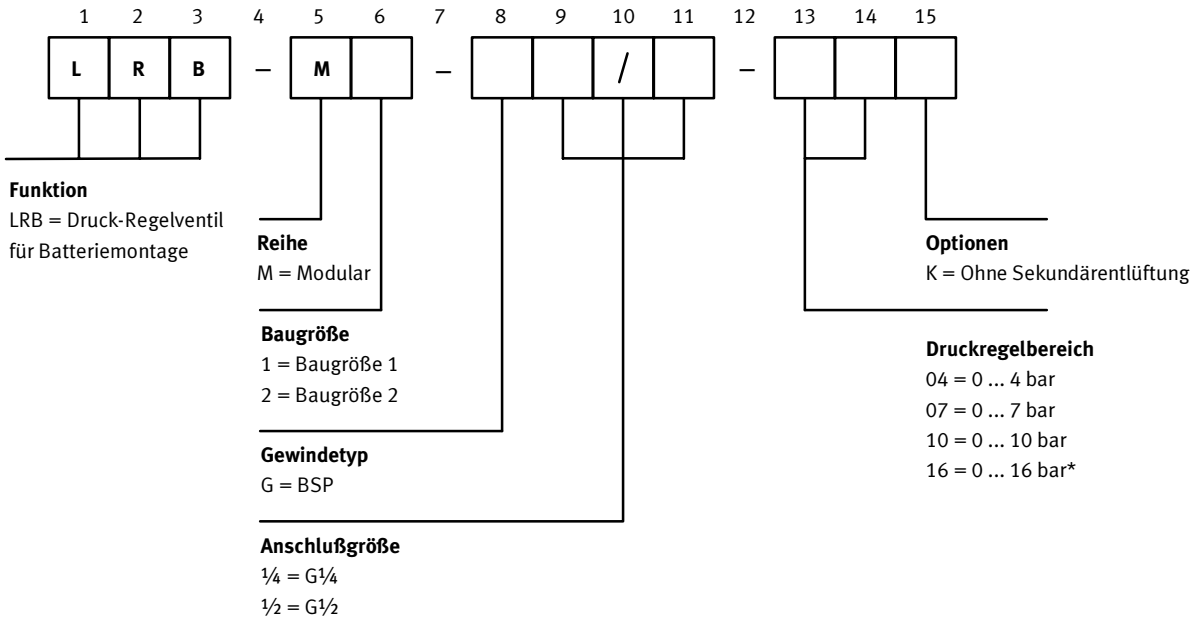 1 2 3 4 5 6 7 8 9 10 11 12 13 14 15
L R B – M – / –
Funktion
LRB = Druck-Regelventil
für Batteriemontage
Reihe
M = Modular
Baugröße
1 = Baugröße 1
2 = Baugröße 2
Gewindetyp
G = BSP
Anschlußgröße
¼ = G¼
½ = G½
Optionen
K = Ohne Sekundärentlüftung
Druckregelbereich
04 = 0 ... 4 bar
07 = 0 ... 7 bar
10 = 0 ... 10 bar
16 = 0 ... 16 bar*